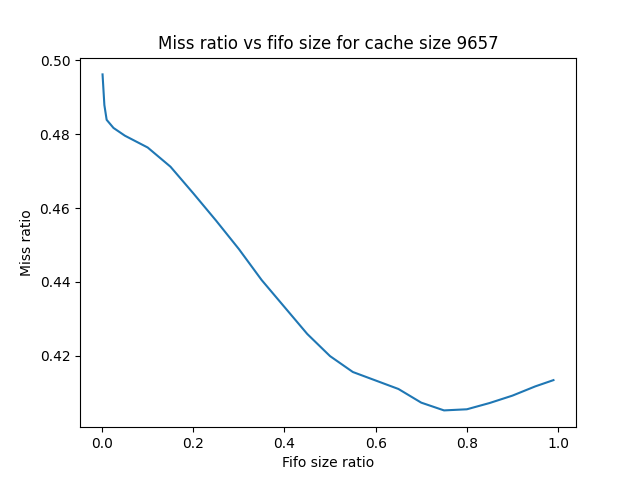 Miss ratio vs fifo size for cache size 9657
0.50
0.48
0.46
0.44
0.42
Miss ratio
0.0 0.2 0.4 0.6 0.8 1.0
Fifo size ratio